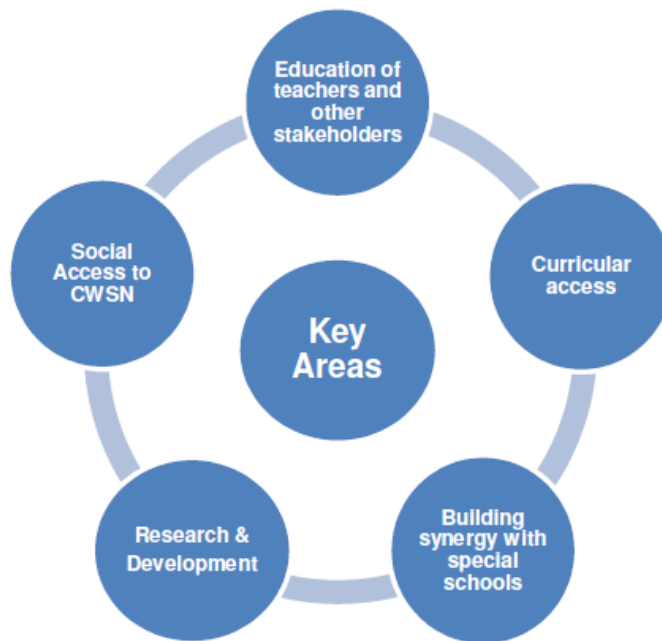 Education of
teachers and
other
stakeholders
Social
Access to
CWSN
Curricular
access
Key
Areas
Research &
Development
Building
synergy with
special
schools